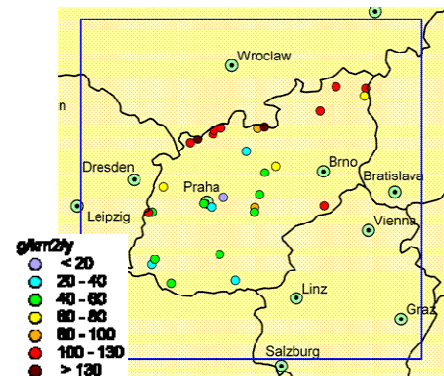 Wroclaw
n
Dresden
Praha
Brno
Bratislava
Leipzig
Vienna
g/km2/y
< 20
20 - 40
40 - 60
60 - 80
80 - 100
100 - 130
> 130
Linz
Graz
Salzburg